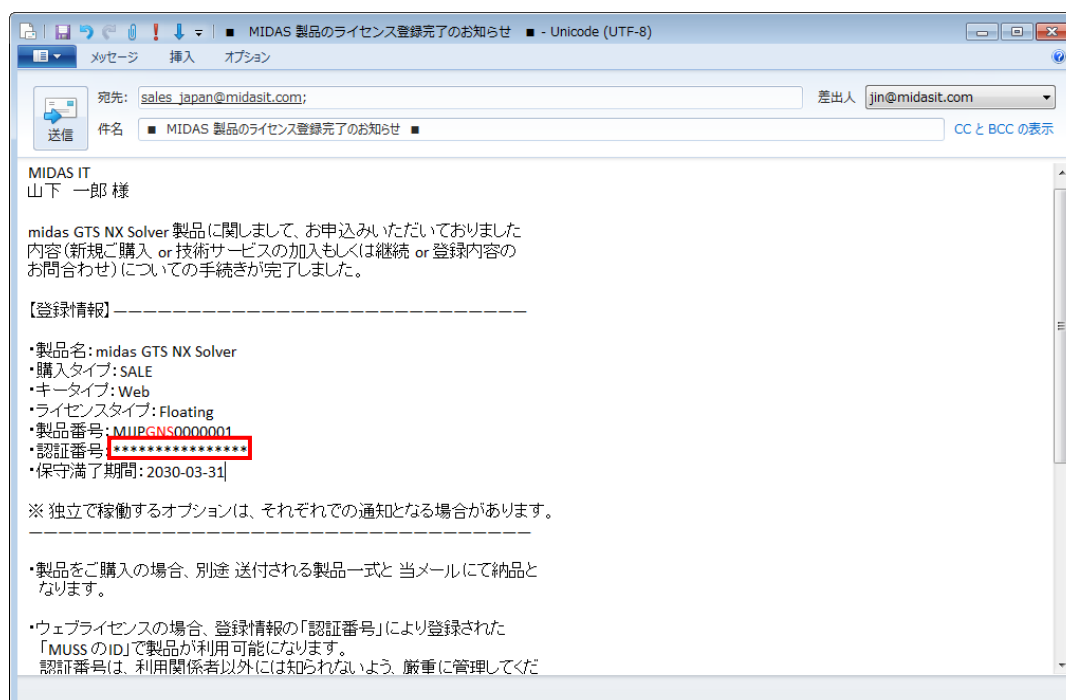 ■ MIDAS 製品のライセンス登録完了のお知らせ ■ - Unicode (UTF-8)
メッセージ 挿入 オプション
宛先: sales_japan@midasit.com;
差出人 jin@midasit.com
送信
件名 ■ MIDAS 製品のライセンス登録完了のお知らせ ■
CC と BCC の表示
MIDAS IT
山下 一郎 様
midas GTS NX Solver 製品に関しまして、お申込みいただいておりました
内容(新規ご購入 or 技術サービスの加入もしくは継続 or 登録内容の
お問合わせ)についての手続きが完了しました。
【登録情報】－－－－－－－－－－－－－－－－－－－－－－－－－－－－
・製品名：midas GTS NX Solver
・購入タイプ：SALE
・キータイプ：Web
・ライセンスタイプ：Floating
・製品番号：MJJPGNS0000001
・認証番号：****************
・保守満了期間：2030-03-31
※ 独立で稼働するオプションは、それぞれでの通知となる場合があります。
－－－－－－－－－－－－－－－－－－－－－－－－－－－－－－－－－－
・製品をご購入の場合、別途 送付される製品一式と 当メールにて納品と
なります。
・ウェブライセンスの場合、登録情報の「認証番号」により登録された
「MUSS のID」で製品が利用可能になります。
認証番号は、利用関係者以外には知られないよう、厳重に管理してくだ